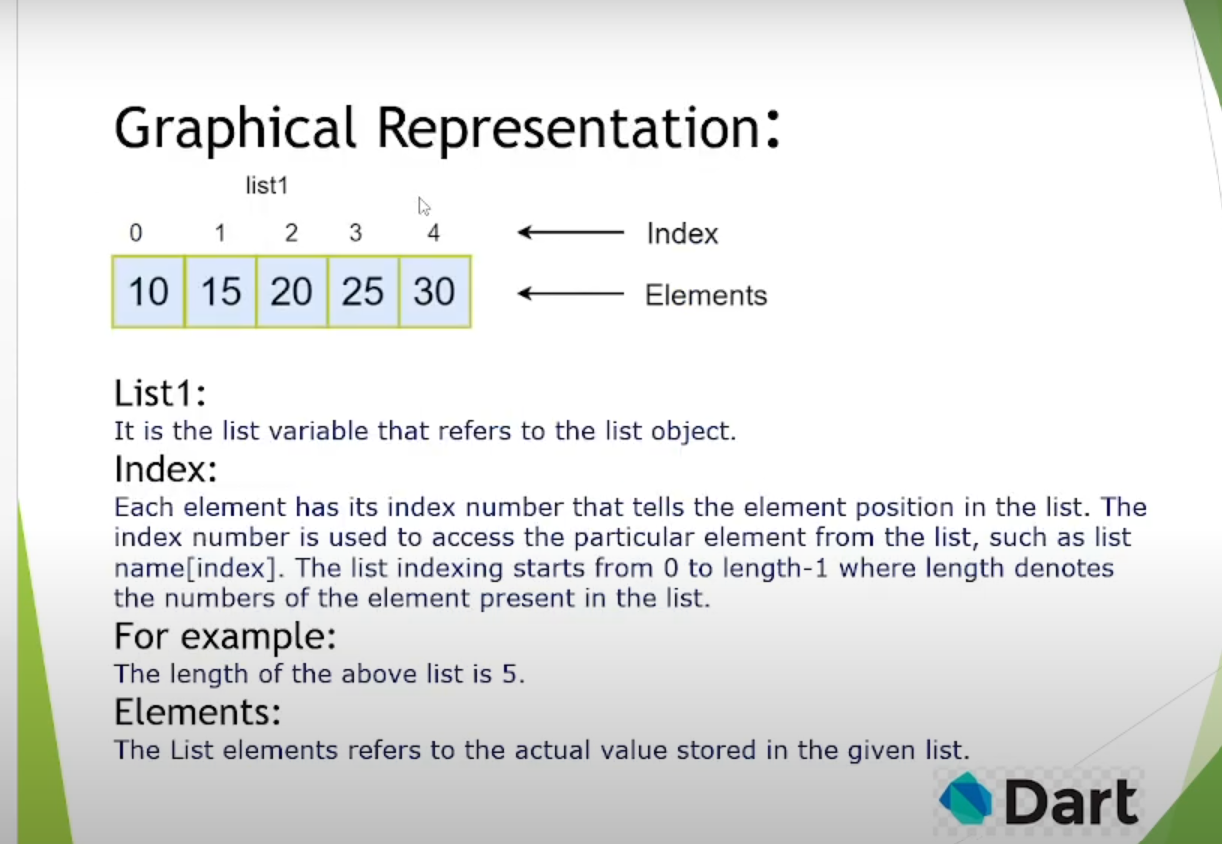 Graphical Representation:
list1
0 1 2 3 4 Index
10 15 20 25 30 Elements
List1:
It is the list variable that refers to the list object.
Index:
Each element has its index number that tells the element position in the list. The
index number is used to access the particular element from the list, such as list
name[index]. The list indexing starts from 0 to length-1 where length denotes
the numbers of the element present in the list.
For example:
The length of the above list is 5.
Elements:
The List elements refers to the actual value stored in the given list.
Dart